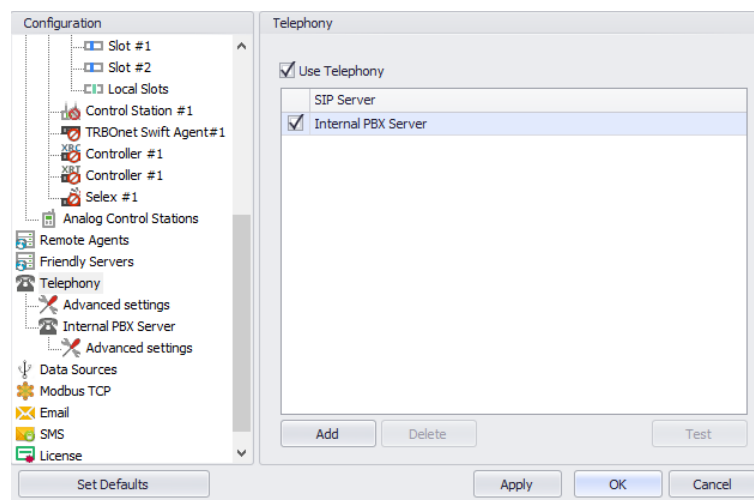 Configuration
Slot #1
Slot #2
Local Slots
Control Station #1
TRBOnet Swift Agent#1
XRC
Controller #1
XRT
Controller #1
Selex #1
Analog Control Stations
Remote Agents
Friendly Servers
Telephony
Advanced settings
Internal PBX Server
Advanced settings
Data Sources
Modbus TCP
Email
SMS
License
Set Defaults
Telephony
Use Telephony
SIP Server
Internal PBX Server
Add Delete Test
Apply OK Cancel